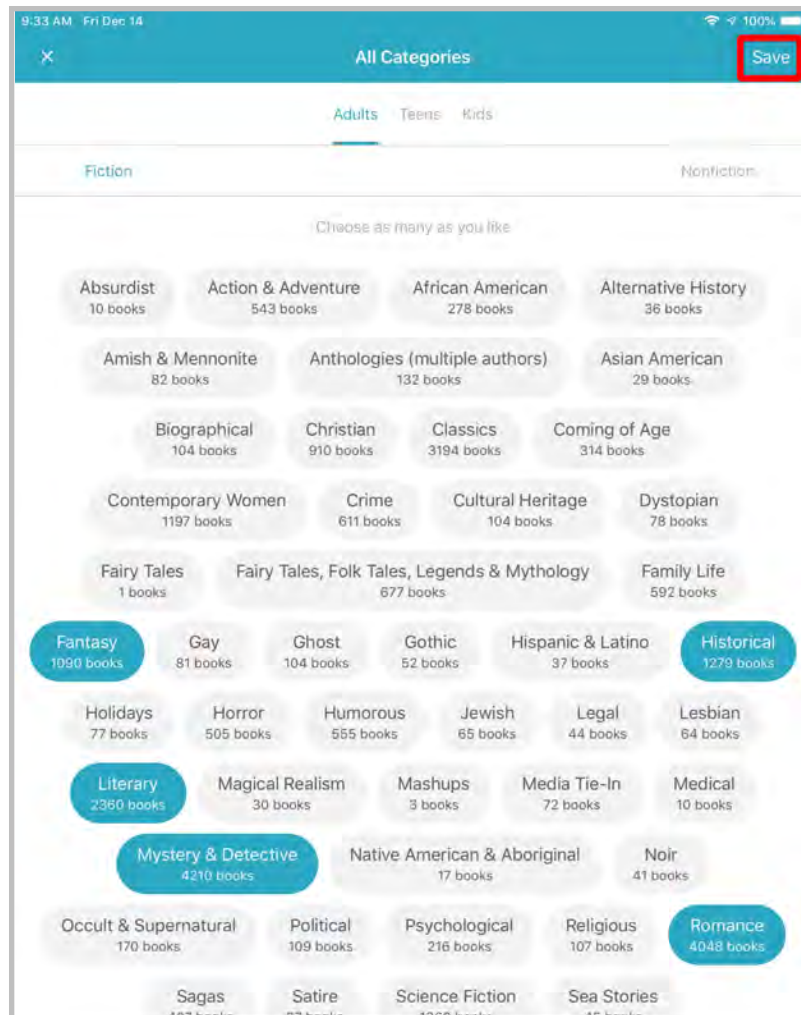 9:33 AM Fri Dec 14 100%
× All Categories Save
Adults Teens Kids
Fiction Nonfiction
Choose as many as you like
Absurdist Action & Adventure African American Alternative History
10 books 543 books 278 books 36 books
Amish & Mennonite Anthologies (multiple authors) Asian American
82 books 132 books 29 books
Biographical Christian Classics Coming of Age
104 books 910 books 3194 books 314 books
Contemporary Women Crime Cultural Heritage Dystopian
1197 books 611 books 104 books 78 books
Fairy Tales Fairy Tales, Folk Tales, Legends & Mythology Family Life
1 books 677 books 592 books
Fantasy Gay Ghost Gothic Hispanic & Latino Historical
1090 books 81 books 104 books 52 books 37 books 1279 books
Holidays Horror Humorous Jewish Legal Lesbian
77 books 505 books 555 books 65 books 44 books 64 books
Literary Magical Realism Mashups Media Tie-In Medical
2360 books 30 books 3 books 72 books 10 books
Mystery & Detective Native American & Aboriginal Noir
4210 books 17 books 41 books
Occult & Supernatural Political Psychological Religious Romance
170 books 109 books 216 books 107 books 4048 books
Sagas Satire Science Fiction Sea Stories